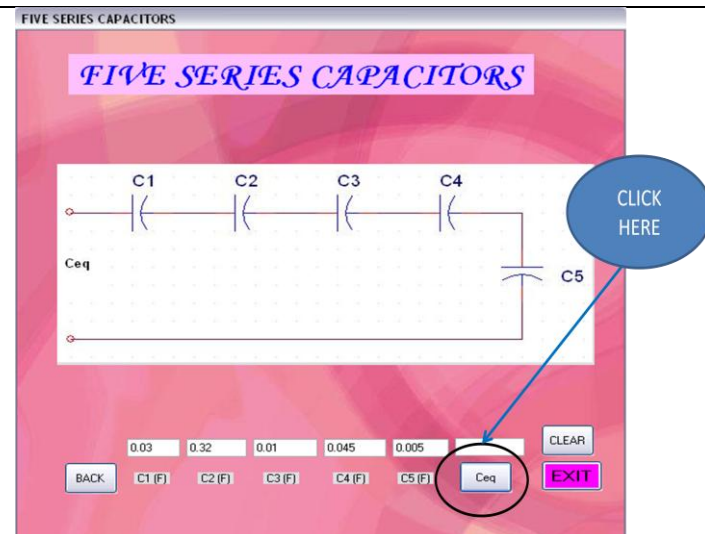 FIVE SERIES CAPACITORS
FIVE SERIES CAPACITORS
C1 C2 C3 C4
CLICK
HERE
Ceq
C5
0.03 0.32 0.01 0.045 0.005 CLEAR
BACK C1 (F) C2 (F) C3 (F) C4 (F) C5 (F) Ceq EXIT